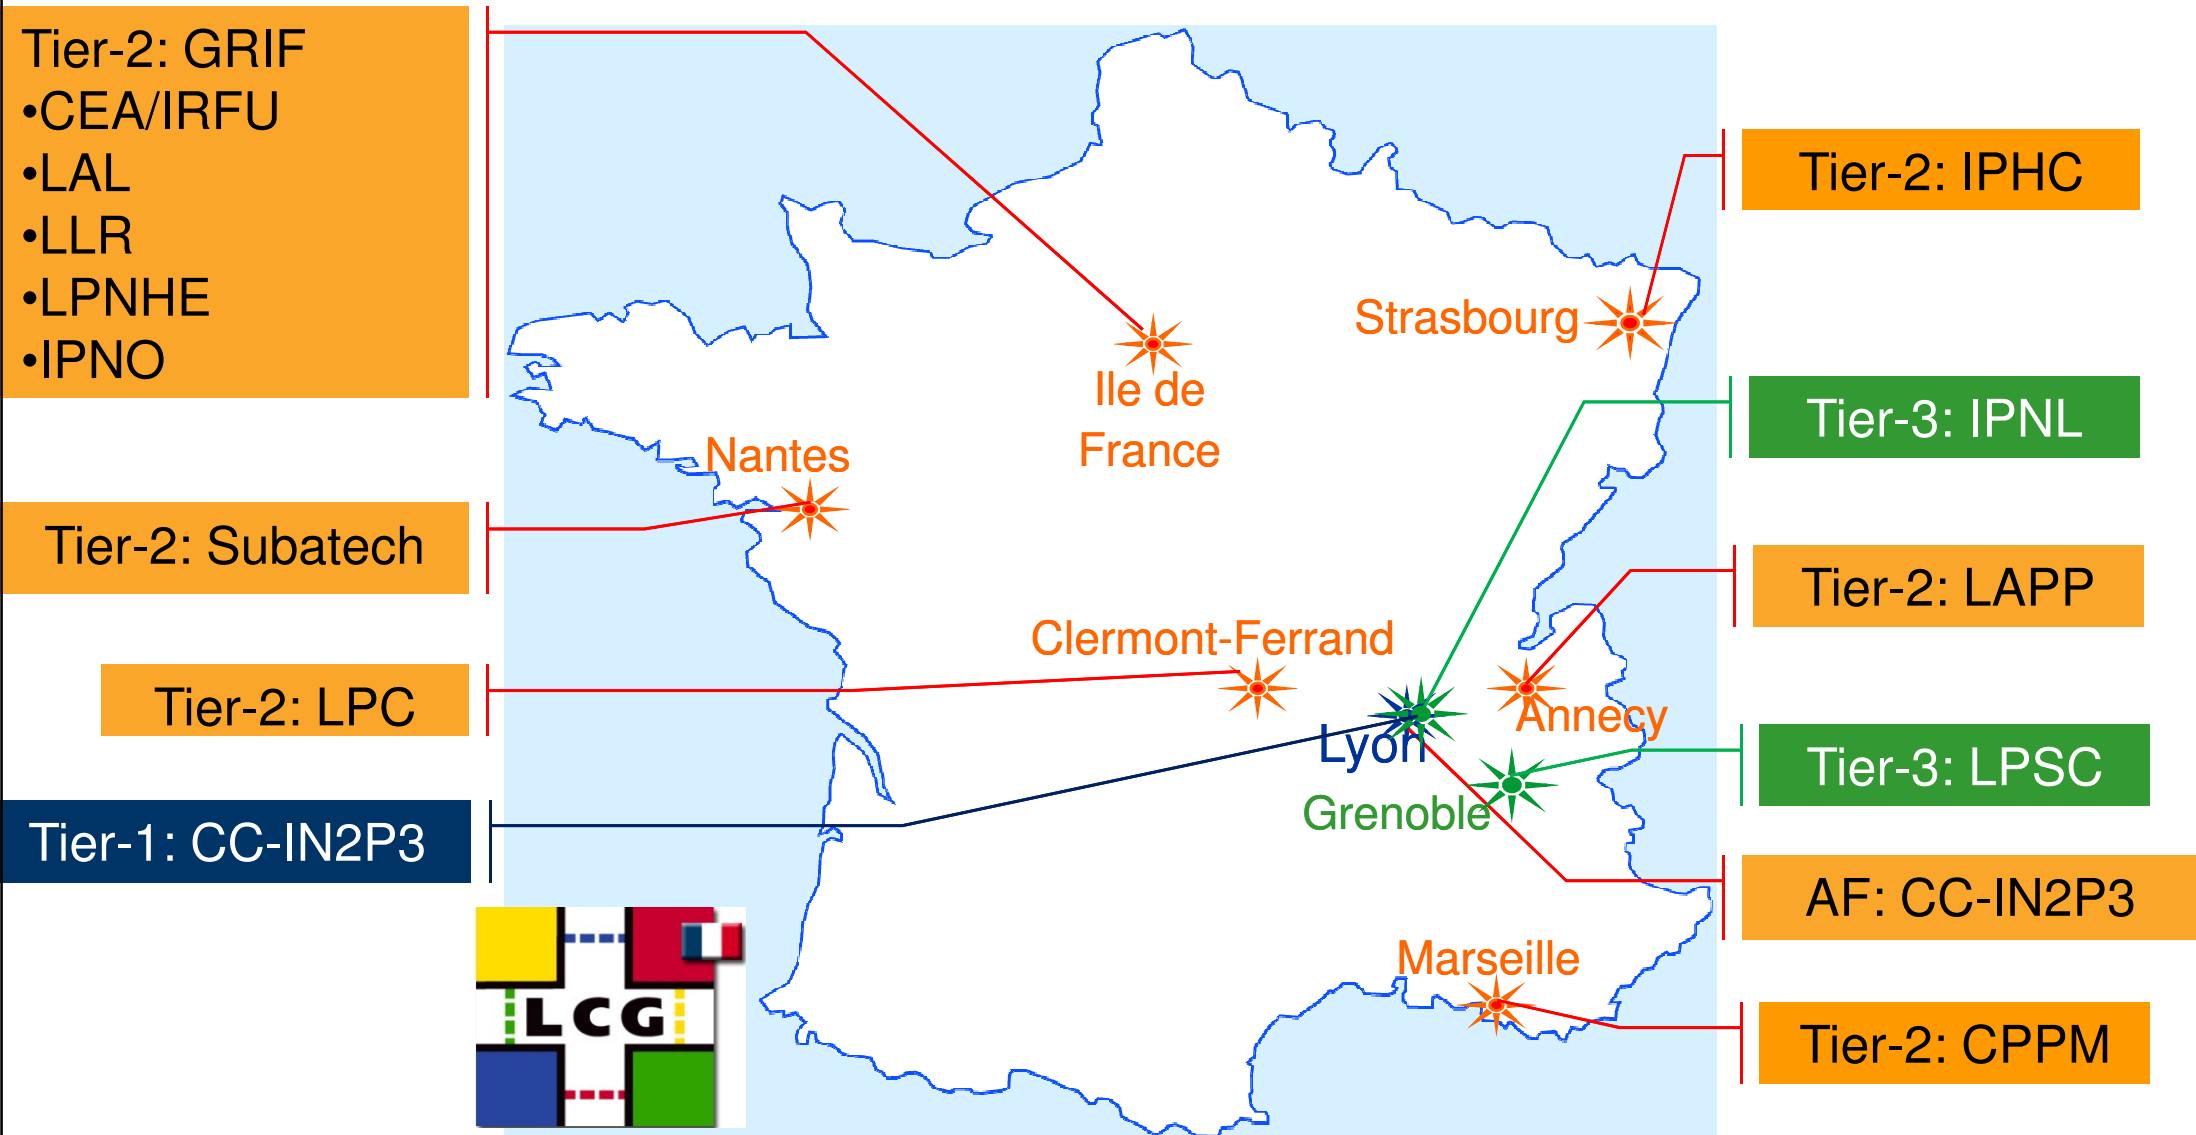 Tier-2: GRIF
•CEA/IRFU
•LAL
•LLR
•LPNHE
•IPNO
Tier-2: IPHC
Strasbourg
Ile de
France
Tier-3: IPNL
Nantes
Tier-2: Subatech
Tier-2: LAPP
Clermont-Ferrand
Tier-2: LPC
Annecy
Lyon
Tier-3: LPSC
Grenoble
Tier-1: CC-IN2P3
AF: CC-IN2P3
Marseille
LCG
Tier-2: CPPM